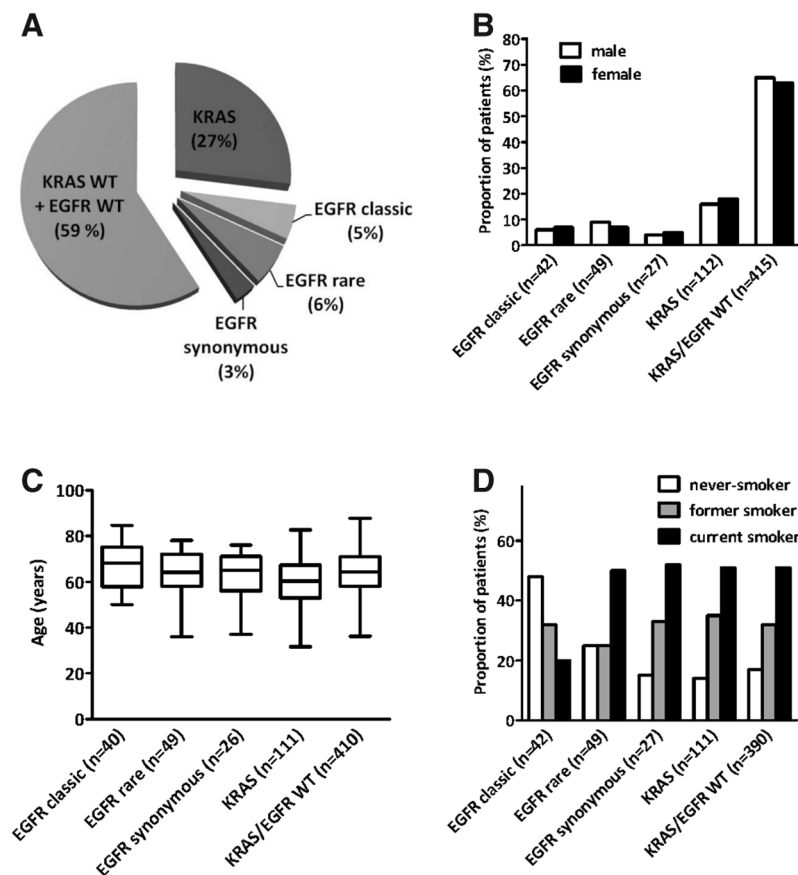 A
KRAS
(27%)
KRAS WT
+ EGFR WT
(59 %)
EGFR classic
(5%)
EGFR rare
(6%)
EGFR
synonymous
(3%)
B
male
female
Proportion of patients (%)
80
70
60
50
40
30
20
10
0
EGFR classic (n=42)
EGFR rare (n=49)
EGFR synonymous (n=27)
KRAS (n=112)
KRAS/EGFR WT (n=415)
C
Age (years)
100
80
60
40
20
0
EGFR classic (n=40)
EGFR rare (n=49)
EGFR synonymous (n=26)
KRAS (n=111)
KRAS/EGFR WT (n=410)
D
never-smoker
former smoker
current smoker
Proportion of patients (%)
60
40
20
0
EGFR classic (n=42)
EGFR rare (n=49)
EGFR synonymous (n=27)
KRAS (n=111)
KRAS/EGFR WT (n=390)